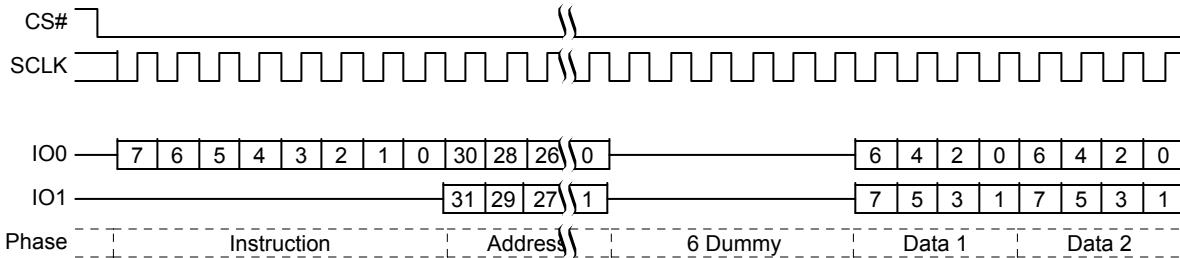 CS#
SCLK
IO0 7 6 5 4 3 2 1 0 30 28 26 0 6 4 2 0 6 4 2 0
IO1 31 29 27 1 7 5 3 1 7 5 3 1
Phase Instruction Address 6 Dummy Data 1 Data 2